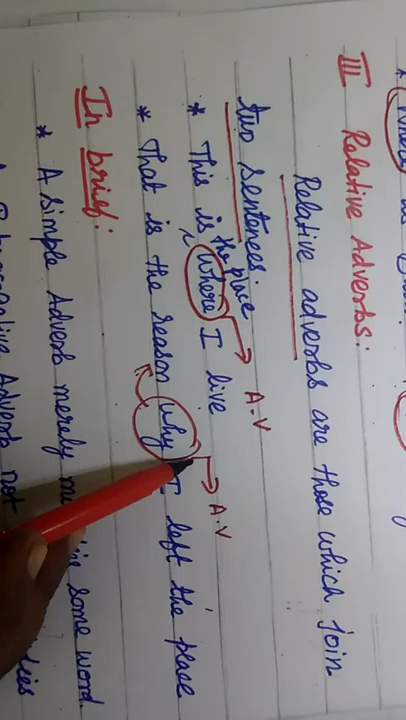 III Relative Adverbs:
Relative adverbs are those which join
two sentences.
the place
* This is where I live
A.V
* That is the reason why I left the place
A.V
In brief:
* A simple Adverb merely some word.
Adverb not